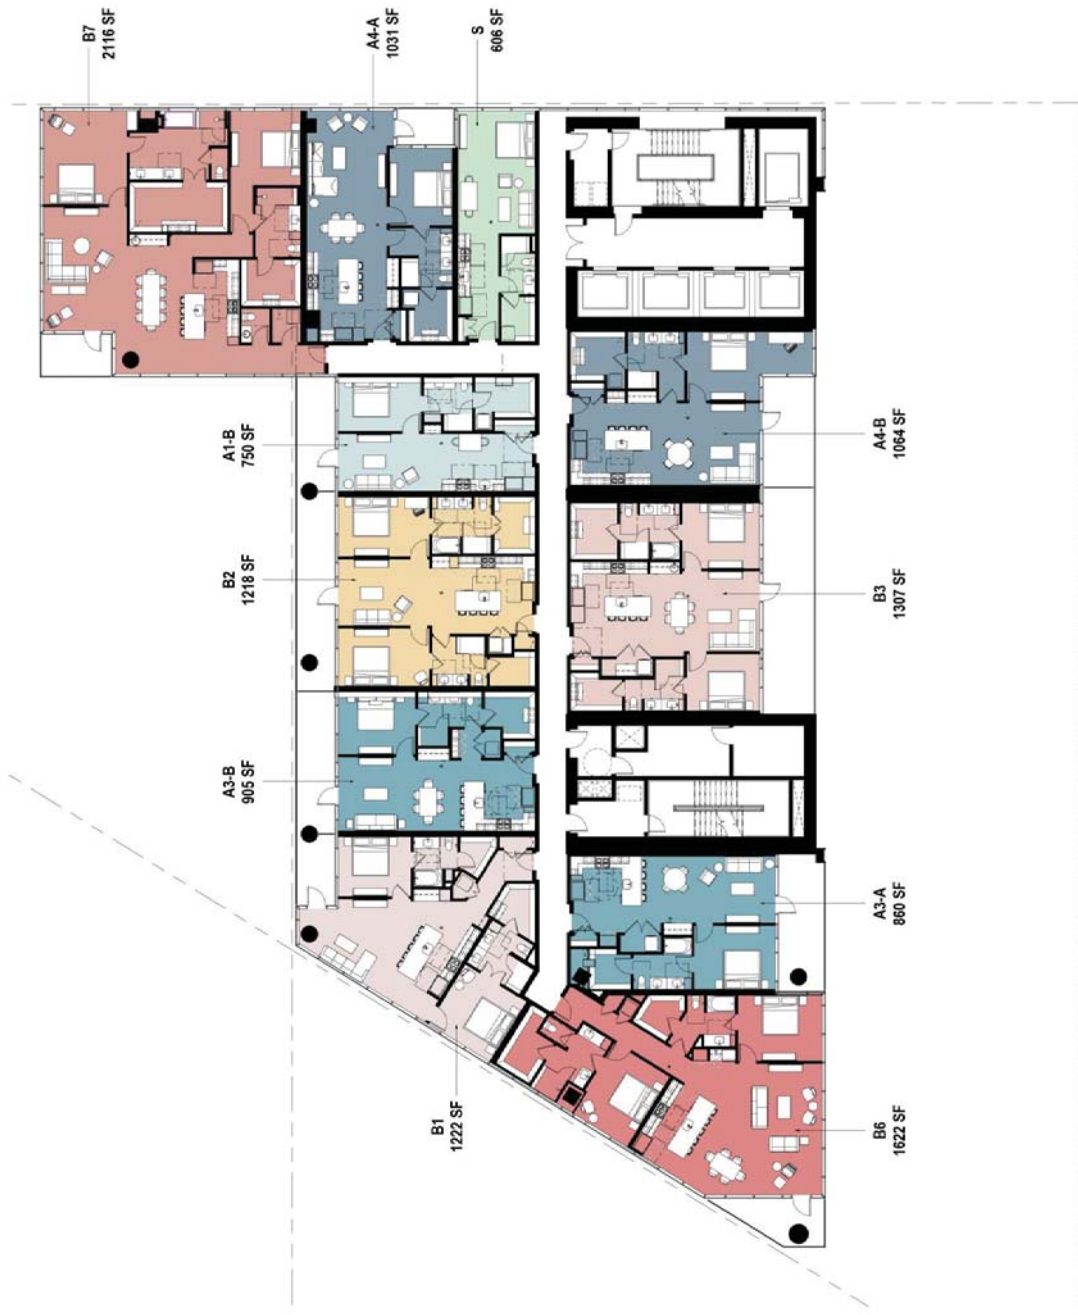 B7
2116 SF
A4-A
1031 SF
S
606 SF
A1-B
750 SF
A4-B
1064 SF
B2
1218 SF
B3
1307 SF
A3-B
905 SF
A3-A
860 SF
B1
1222 SF
B6
1622 SF